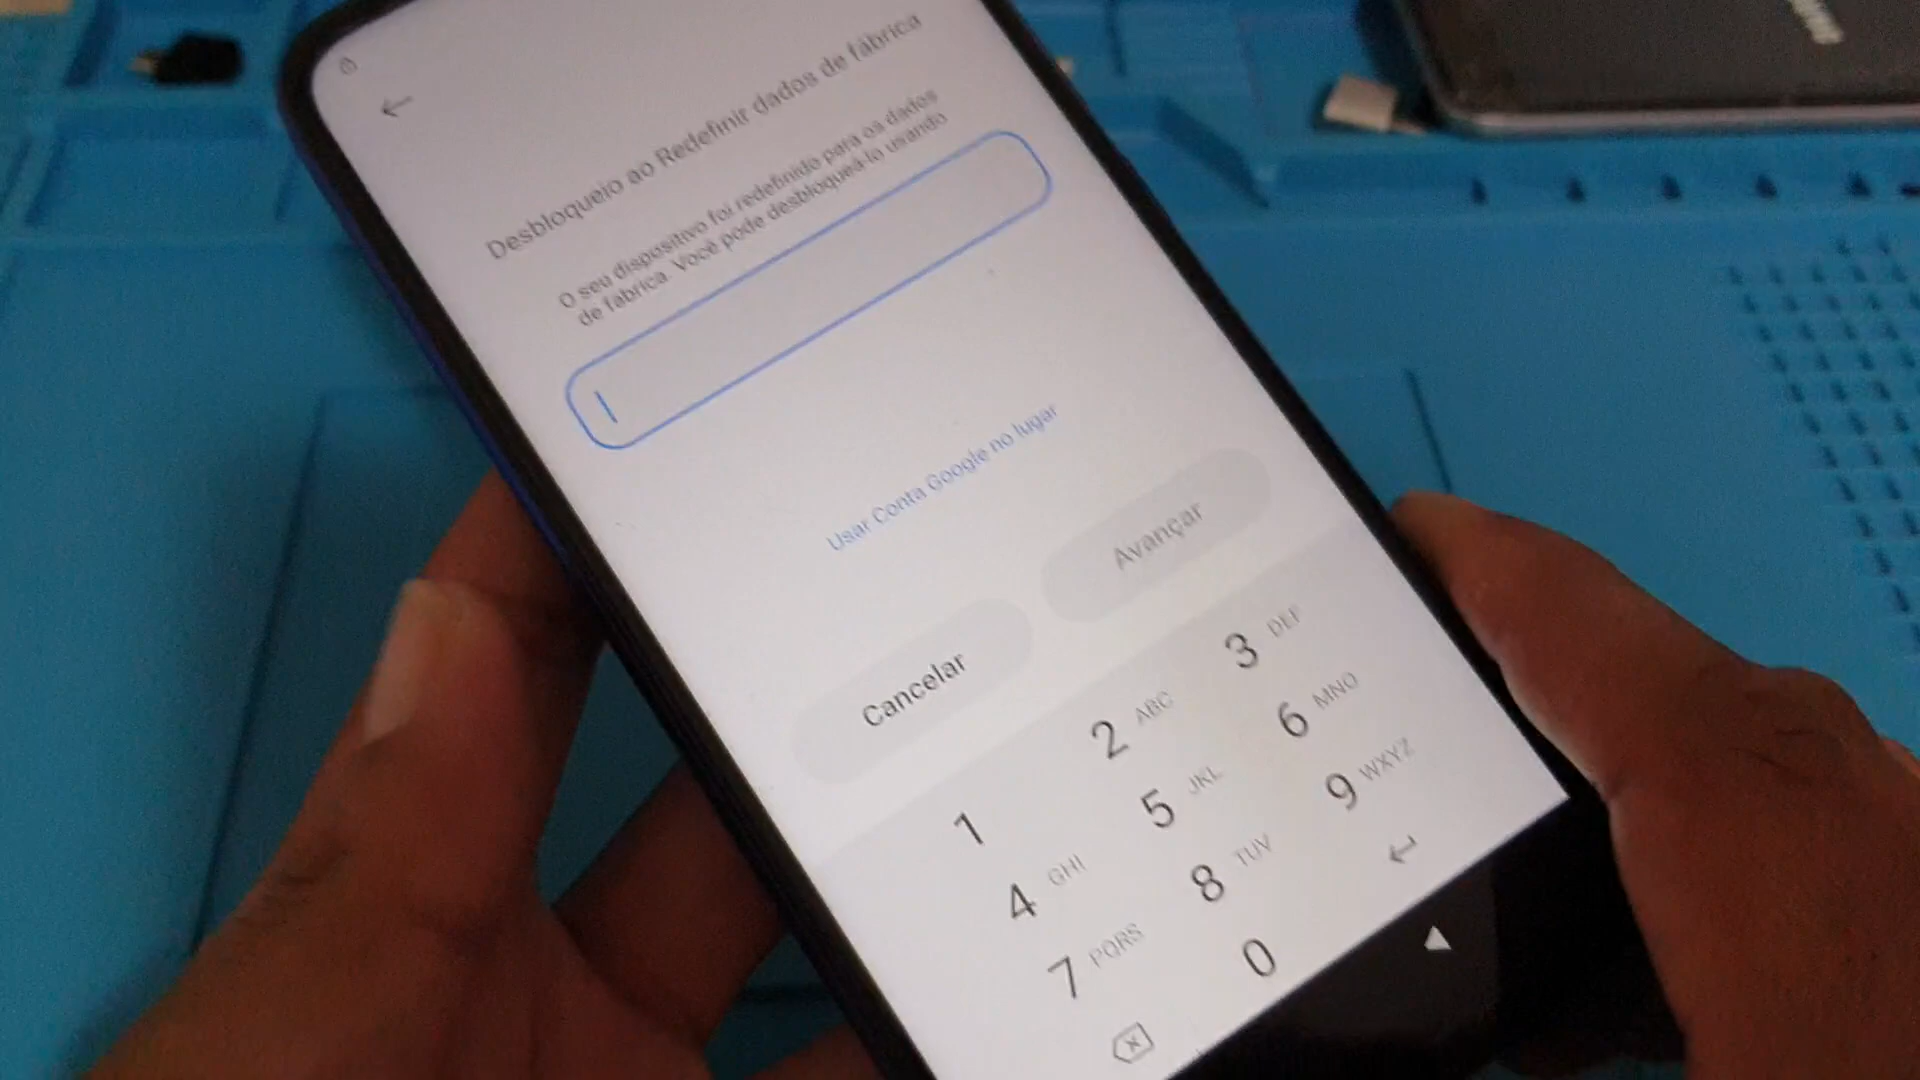 Desbloqueio ao Redefinir dados de fábrica
O seu dispositivo foi redefinido para os dados
de fábrica. Você pode desbloqueá-lo usando
Usar Conta Google no lugar
Cancelar
Avançar
1
2 ABC
3 DEF
4 GHI
5 JKL
6 MNO
7 PQRS
8 TUV
9 WXYZ
0